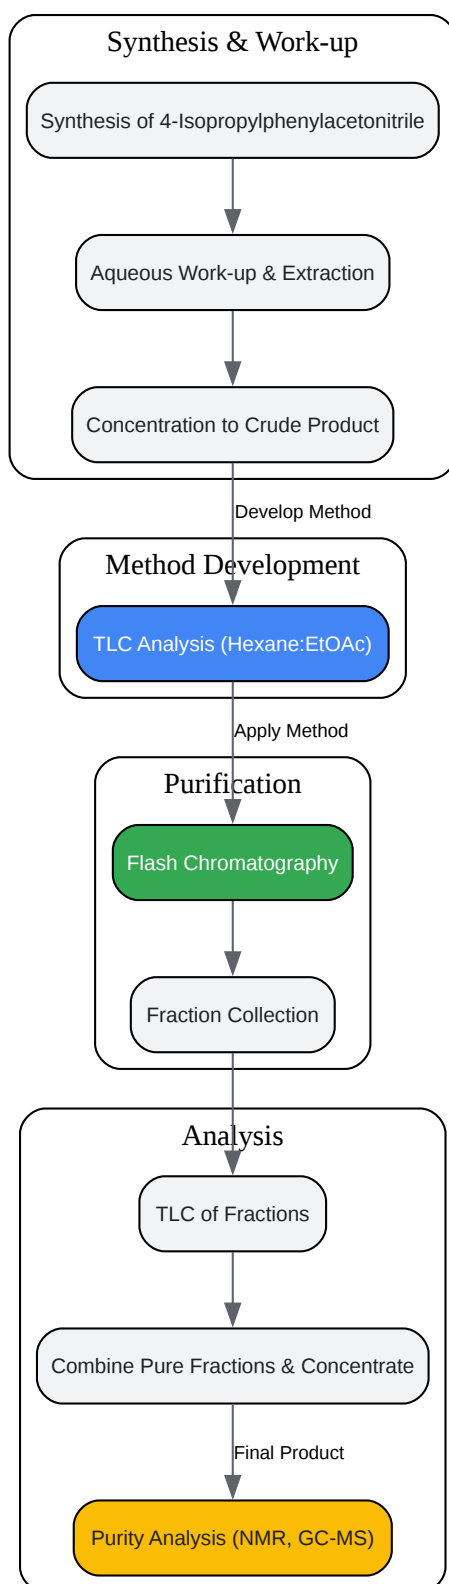 Synthesis & Work-up
Synthesis of 4-Isopropylphenylacetonitrile
Aqueous Work-up & Extraction
Concentration to Crude Product
Develop Method
Method Development
TLC Analysis (Hexane:EtOAc)
Apply Method
Purification
Flash Chromatography
Fraction Collection
Analysis
TLC of Fractions
Combine Pure Fractions & Concentrate
Final Product
Purity Analysis (NMR, GC-MS)